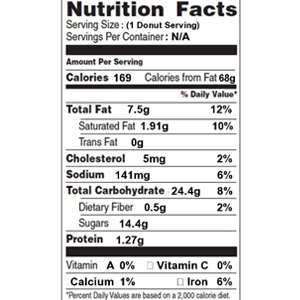 Nutrition Facts
Serving Size : (1 Donut Serving)
Servings Per Container : N/A
Amount Per Serving
Calories 169 Calories from Fat 68g
% Daily Value*
Total Fat 7.5g 12%
Saturated Fat 1.91g 10%
Trans Fat 0g
Cholesterol 5mg 2%
Sodium 141mg 6%
Total Carbohydrate 24.4g 8%
Dietary Fiber 0.5g 2%
Sugars 14.4g
Protein 1.27g
Vitamin A 0% □ Vitamin C 0%
Calcium 1% □ Iron 6%
*Percent Daily Values are based on a 2,000 calorie diet.